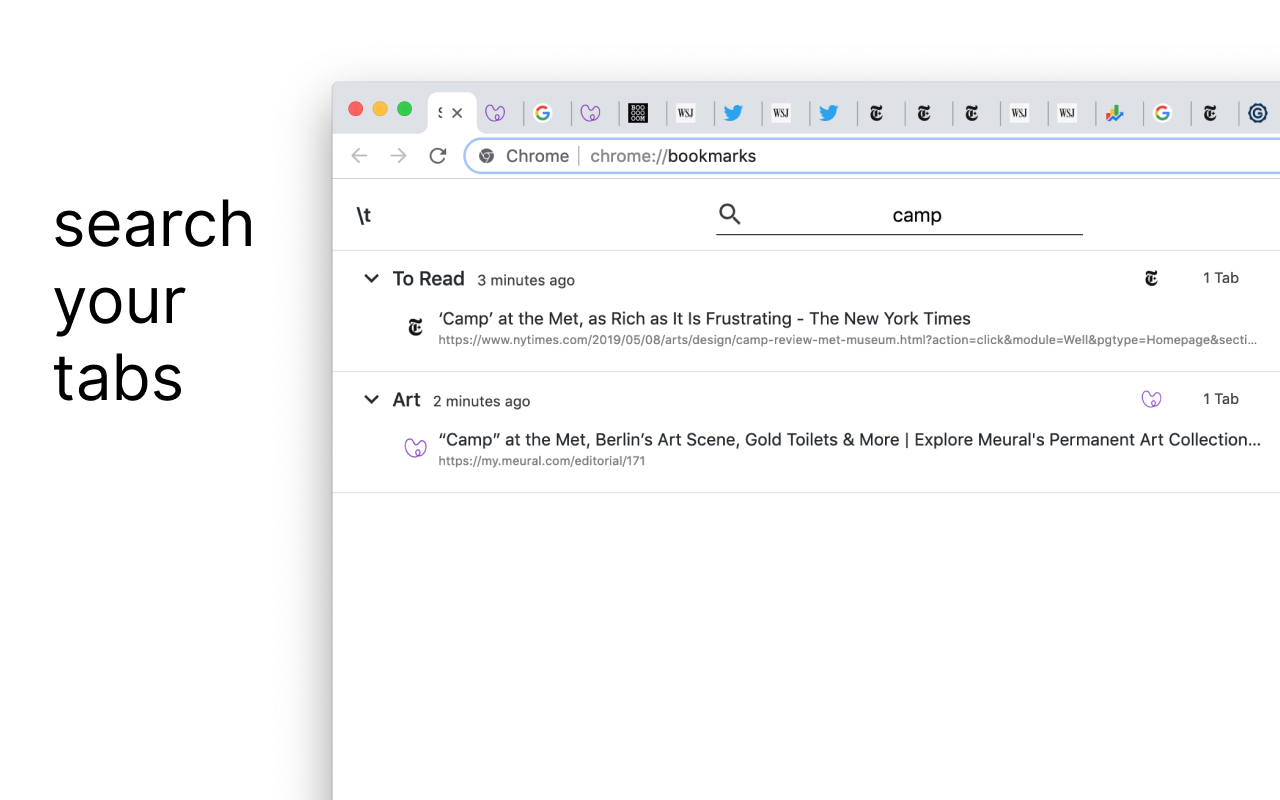 search
your
tabs
BOO OOO OOM
WSJ
WSJ
WSJ
WSJ
Chrome chrome://bookmarks
\t
camp
To Read 3 minutes ago
1 Tab
‘Camp’ at the Met, as Rich as It Is Frustrating - The New York Times
https://www.nytimes.com/2019/05/08/arts/design/camp-review-met-museum.html?action=click&module=Well&pgtype=Homepage&secti...
Art 2 minutes ago
1 Tab
“Camp” at the Met, Berlin’s Art Scene, Gold Toilets & More | Explore Meural's Permanent Art Collection...
https://my.meural.com/editorial/171